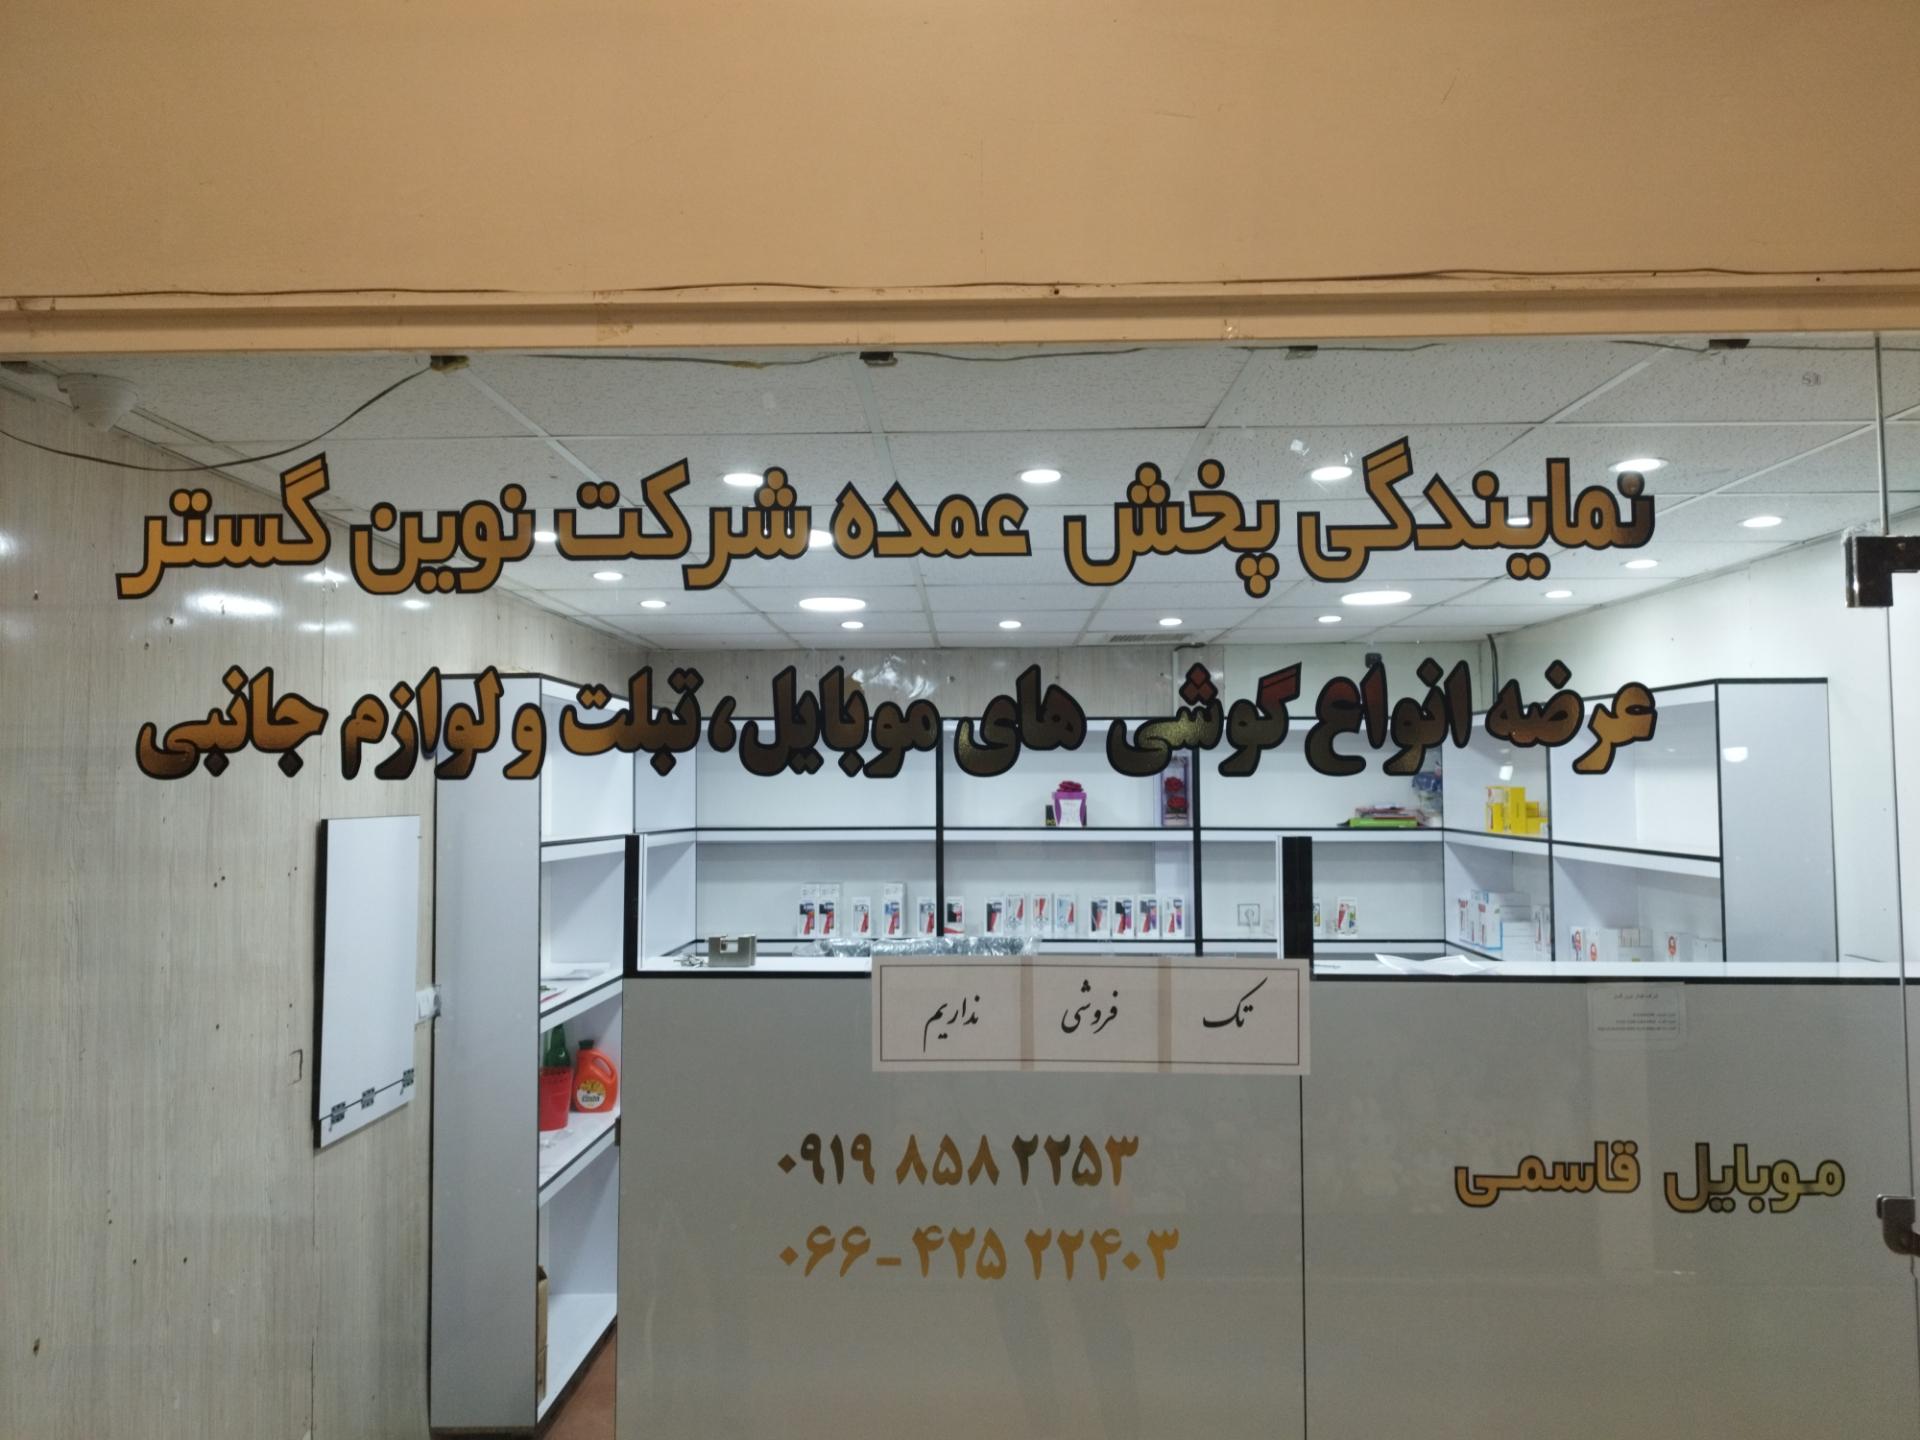 نمایندگی پخش عمده شرکت نوین گستر
عرضه انواع گوشی های موبایل، تبلت و لوازم جانبی
تک فروشی نداریم
۰۹۱۹ ۸۵۸ ۲۲۵۳
موبایل قاسمی
۰۶۶-۴۲۵ ۲۲۴۰۳